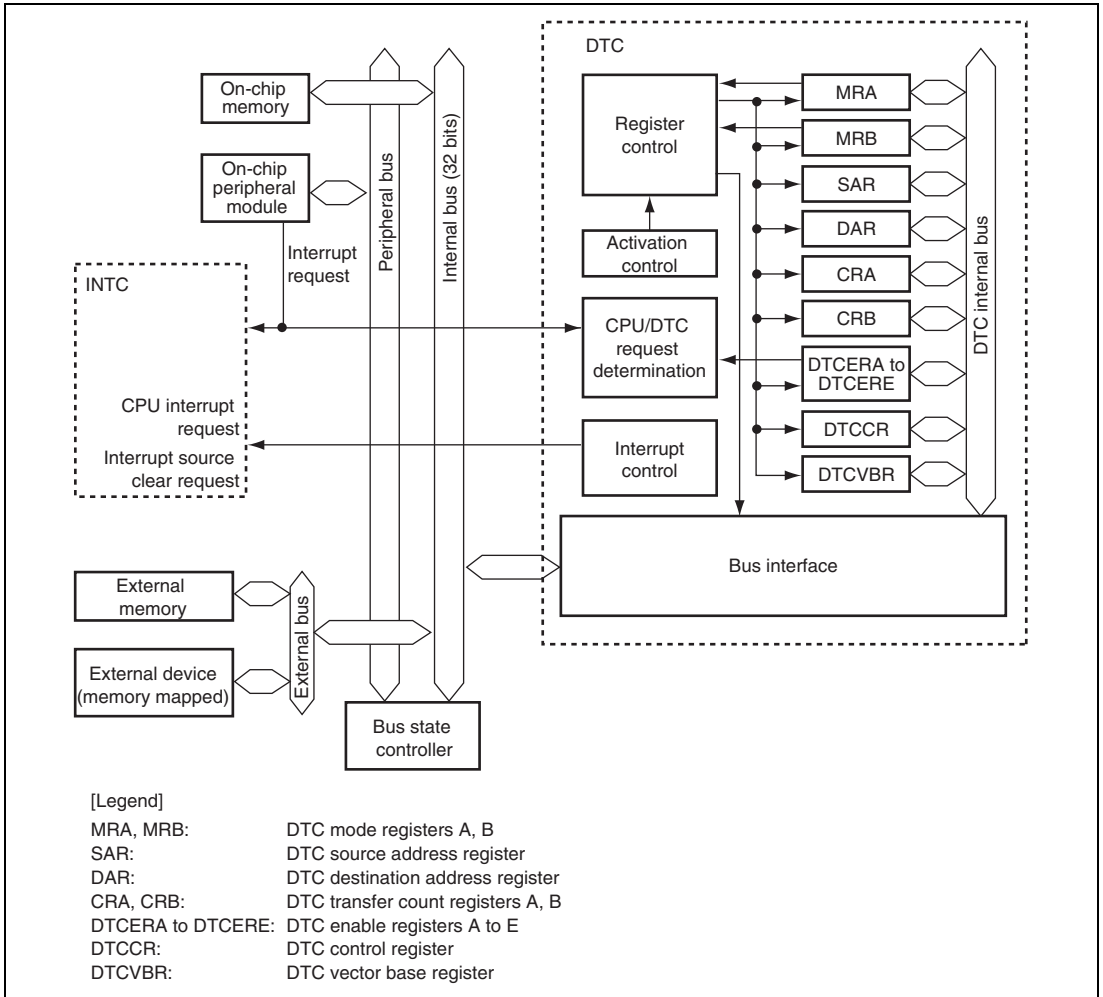 DTC
On-chip
memory
On-chip
peripheral
module
Interrupt
request
Peripheral bus
Internal bus (32 bits)
INTC
CPU interrupt
request
Interrupt source
clear request
Register
control
Activation
control
CPU/DTC
request
determination
Interrupt
control
MRA
MRB
SAR
DAR
CRA
CRB
DTCERA to
DTCERE
DTCCR
DTCVBR
DTC internal bus
Bus interface
External
memory
External device
(memory mapped)
External bus
Bus state
controller
[Legend]
MRA, MRB: DTC mode registers A, B
SAR: DTC source address register
DAR: DTC destination address register
CRA, CRB: DTC transfer count registers A, B
DTCERA to DTCERE: DTC enable registers A to E
DTCCR: DTC control register
DTCVBR: DTC vector base register